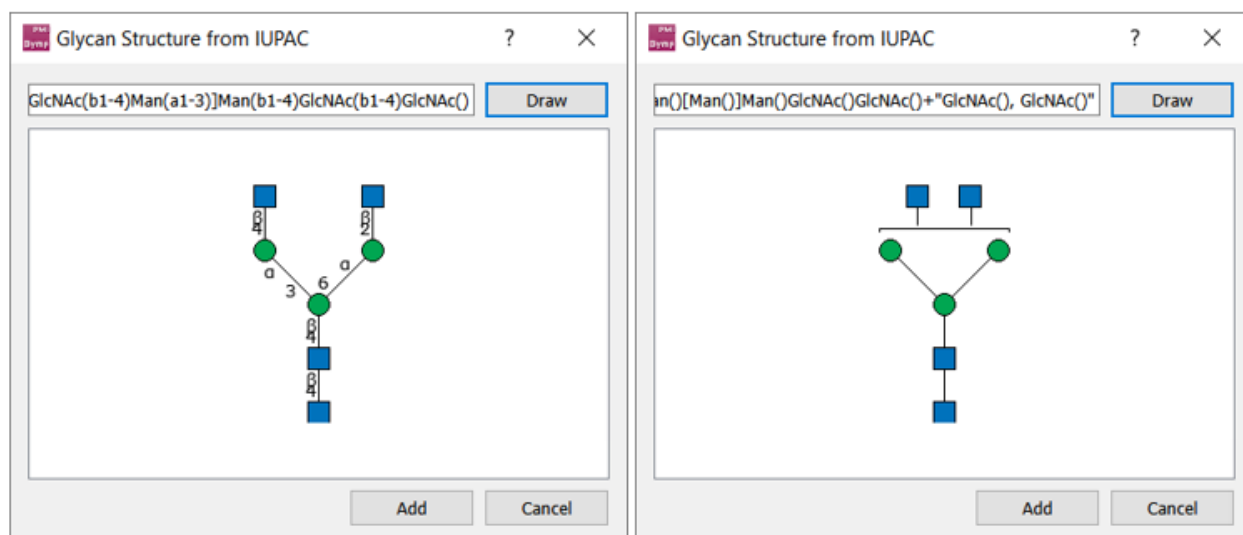 PMI
Byrne
Glycan Structure from IUPAC ? ×
GlcNAc(b1-4)Man(a1-3)]Man(b1-4)GlcNAc(b1-4)GlcNAc()
Draw
β
4
β
2
α
3
6
α
β
4
β
4
Add
Cancel
Glycan Structure from IUPAC ? ×
an()[Man()]Man()GlcNAc()GlcNAc()+"GlcNAc(), GlcNAc()"
Draw
Add
Cancel